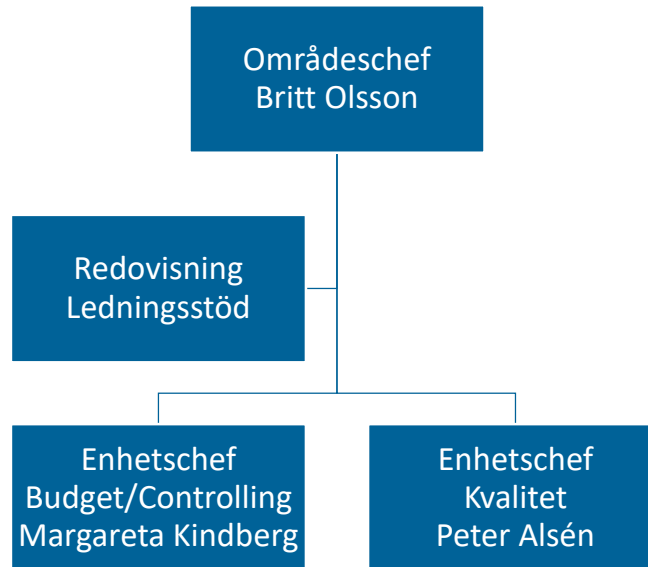 Områdeschef
Britt Olsson
Redovisning
Ledningsstöd
Enhetschef
Budget/Controlling
Margareta Kindberg
Enhetschef
Kvalitet
Peter Alsén